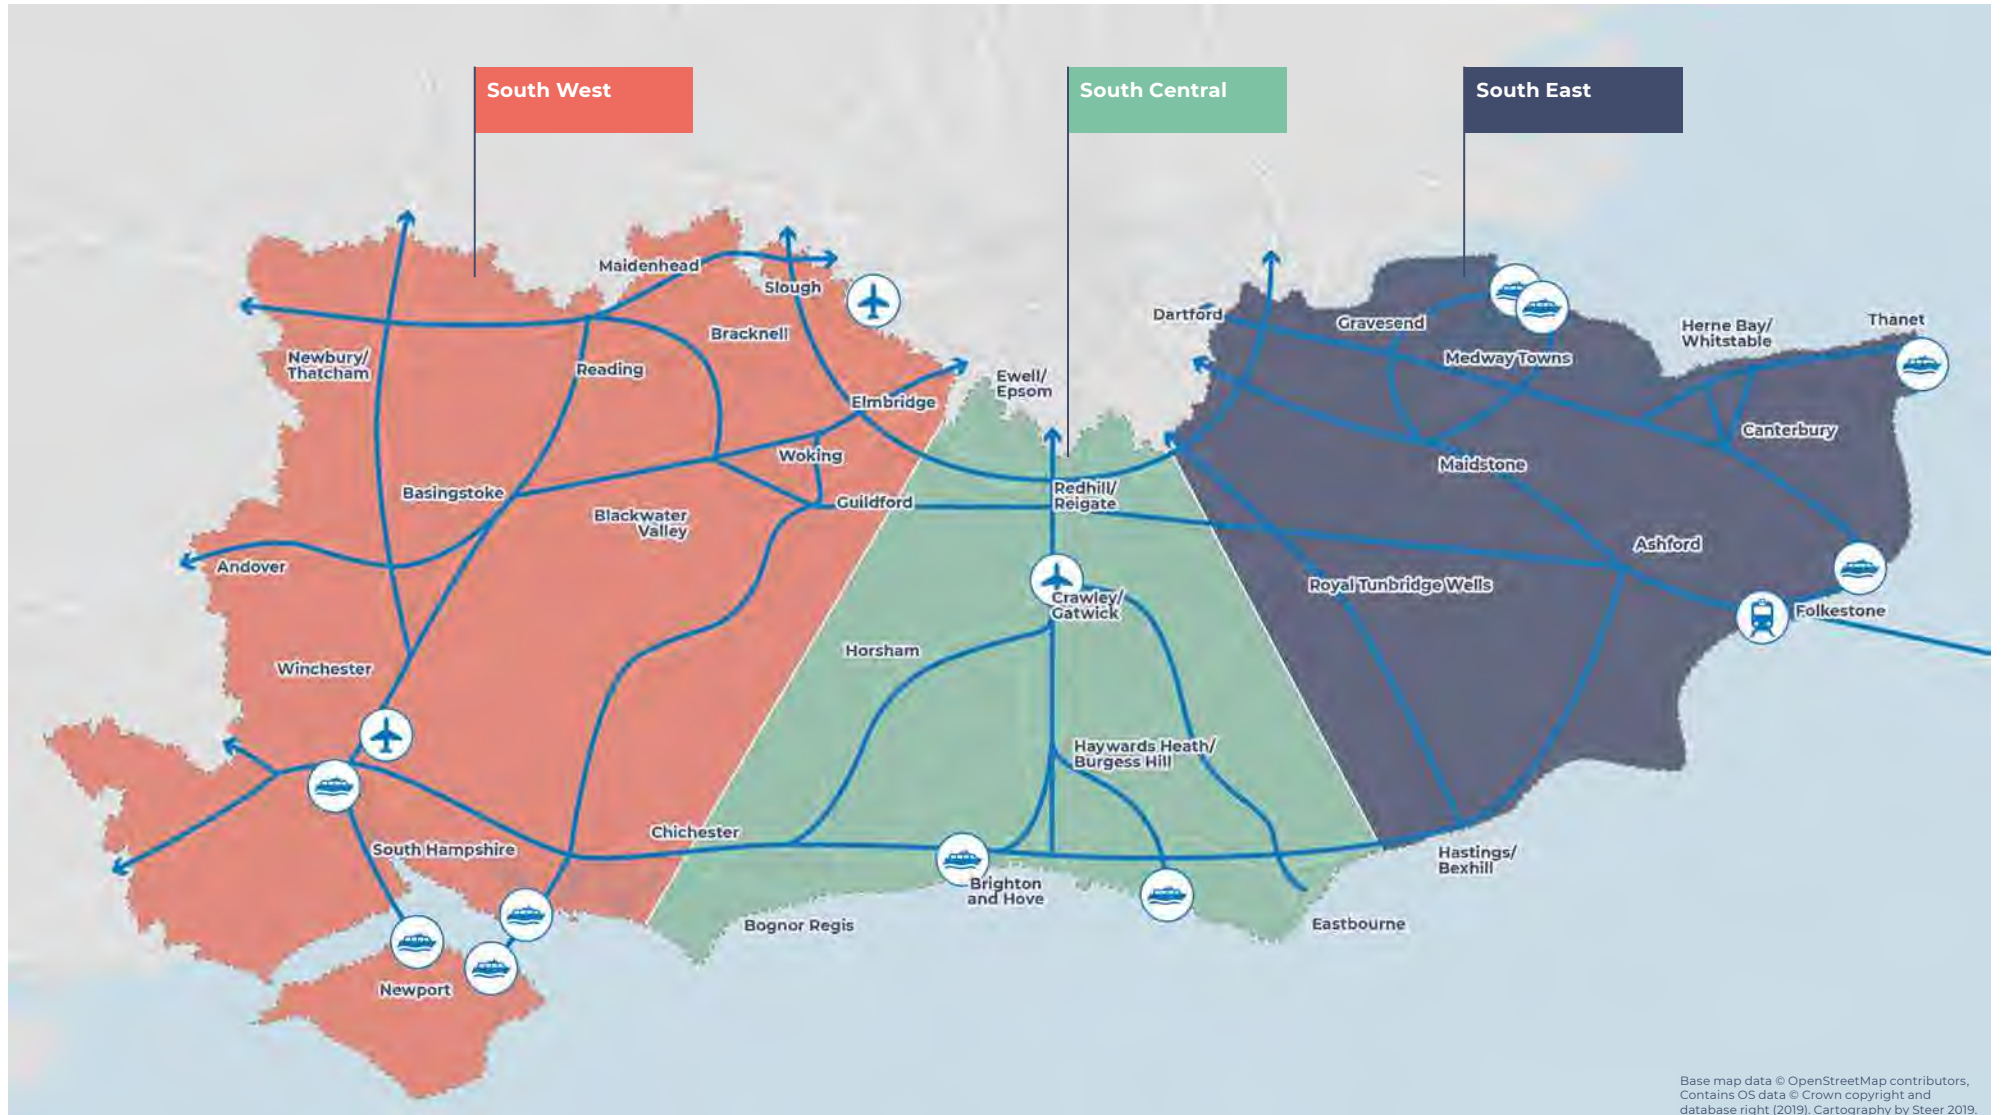 South West
South Central
South East
Maidenhead
Slough
Bracknell
Newbury/
Thatcham
Reading
Elmbridge
Ewell/
Epsom
Dartford
Gravesend
Medway Towns
Herne Bay/
Whitstable
Thanet
Canterbury
Woking
Maidstone
Basingstoke
Blackwater
Valley
Guildford
Redhill/
Reigate
Andover
Ashford
Royal Tunbridge Wells
Crawley/
Gatwick
Folkestone
Horsham
Winchester
Haywards Heath/
Burgess Hill
Chichester
South Hampshire
Hastings/
Bexhill
Brighton
and Hove
Bognor Regis
Eastbourne
Newport
Base map data © OpenStreetMap contributors,
Contains OS data © Crown copyright and
database right (2019). Cartography by Steer 2019.